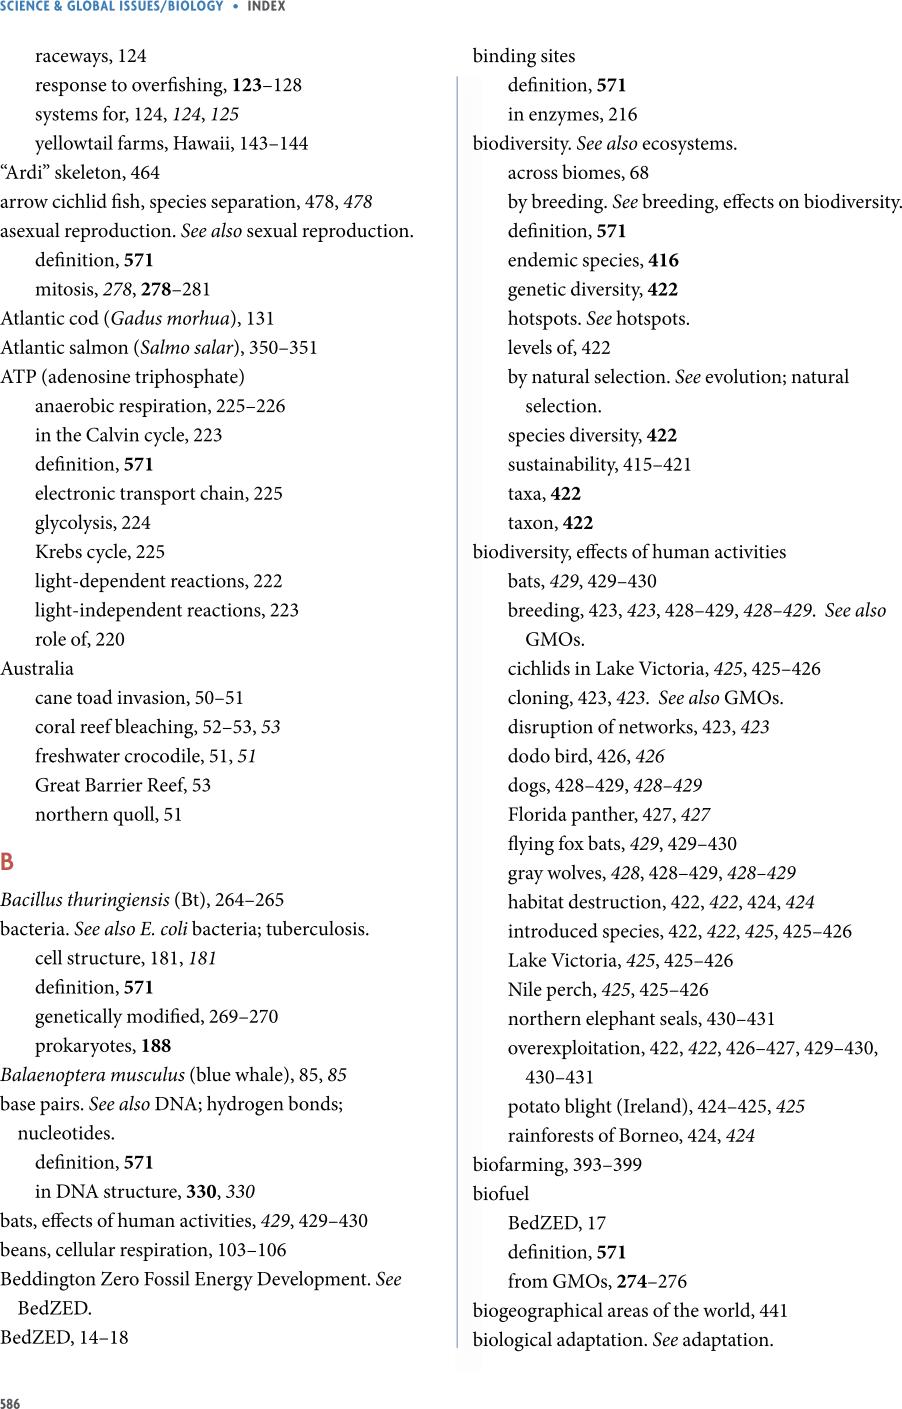 SCIENCE & GLOBAL ISSUES/BIOLOGY • INDEX
raceways, 124
response to overfishing, 123–128
systems for, 124, 124, 125
yellowtail farms, Hawaii, 143–144
“Ardi” skeleton, 464
arrow cichlid fish, species separation, 478, 478
asexual reproduction. See also sexual reproduction.
definition, 571
mitosis, 278, 278–281
Atlantic cod (Gadus morhua), 131
Atlantic salmon (Salmo salar), 350–351
ATP (adenosine triphosphate)
anaerobic respiration, 225–226
in the Calvin cycle, 223
definition, 571
electronic transport chain, 225
glycolysis, 224
Krebs cycle, 225
light-dependent reactions, 222
light-independent reactions, 223
role of, 220
Australia
cane toad invasion, 50–51
coral reef bleaching, 52–53, 53
freshwater crocodile, 51, 51
Great Barrier Reef, 53
northern quoll, 51
B
Bacillus thuringiensis (Bt), 264–265
bacteria. See also E. coli bacteria; tuberculosis.
cell structure, 181, 181
definition, 571
genetically modified, 269–270
prokaryotes, 188
Balaenoptera musculus (blue whale), 85, 85
base pairs. See also DNA; hydrogen bonds;
nucleotides.
definition, 571
in DNA structure, 330, 330
bats, effects of human activities, 429, 429–430
beans, cellular respiration, 103–106
Beddington Zero Fossil Energy Development. See
BedZED.
BedZED, 14–18
binding sites
definition, 571
in enzymes, 216
biodiversity. See also ecosystems.
across biomes, 68
by breeding. See breeding, effects on biodiversity.
definition, 571
endemic species, 416
genetic diversity, 422
hotspots. See hotspots.
levels of, 422
by natural selection. See evolution; natural
selection.
species diversity, 422
sustainability, 415–421
taxa, 422
taxon, 422
biodiversity, effects of human activities
bats, 429, 429–430
breeding, 423, 423, 428–429, 428–429. See also
GMOs.
cichlids in Lake Victoria, 425, 425–426
cloning, 423, 423. See also GMOs.
disruption of networks, 423, 423
dodo bird, 426, 426
dogs, 428–429, 428–429
Florida panther, 427, 427
flying fox bats, 429, 429–430
gray wolves, 428, 428–429, 428–429
habitat destruction, 422, 422, 424, 424
introduced species, 422, 422, 425, 425–426
Lake Victoria, 425, 425–426
Nile perch, 425, 425–426
northern elephant seals, 430–431
overexploitation, 422, 422, 426–427, 429–430,
430–431
potato blight (Ireland), 424–425, 425
rainforests of Borneo, 424, 424
biofarming, 393–399
biofuel
BedZED, 17
definition, 571
from GMOs, 274–276
biogeographical areas of the world, 441
biological adaptation. See adaptation.
586